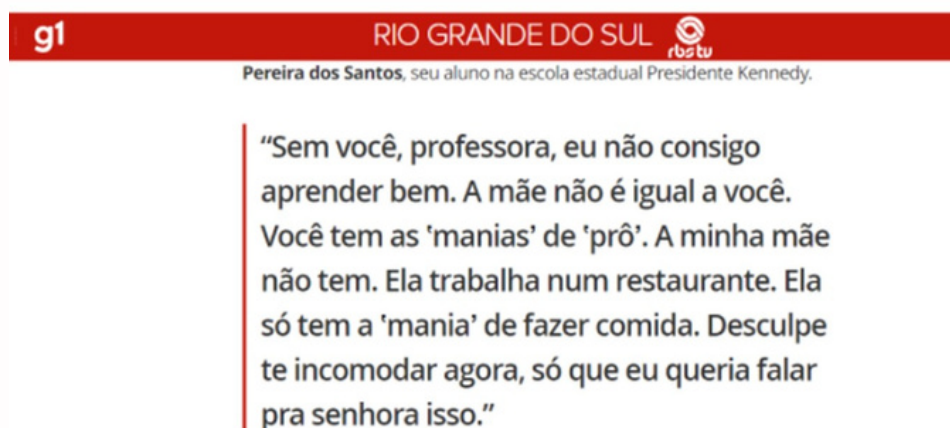 g1 RIO GRANDE DO SUL rbs tv
Pereira dos Santos, seu aluno na escola estadual Presidente Kennedy.
“Sem você, professora, eu não consigo
aprender bem. A mãe não é igual a você.
Você tem as ‘manias’ de ‘prô’. A minha mãe
não tem. Ela trabalha num restaurante. Ela
só tem a ‘mania’ de fazer comida. Desculpe
te incomodar agora, só que eu queria falar
pra senhora isso.”